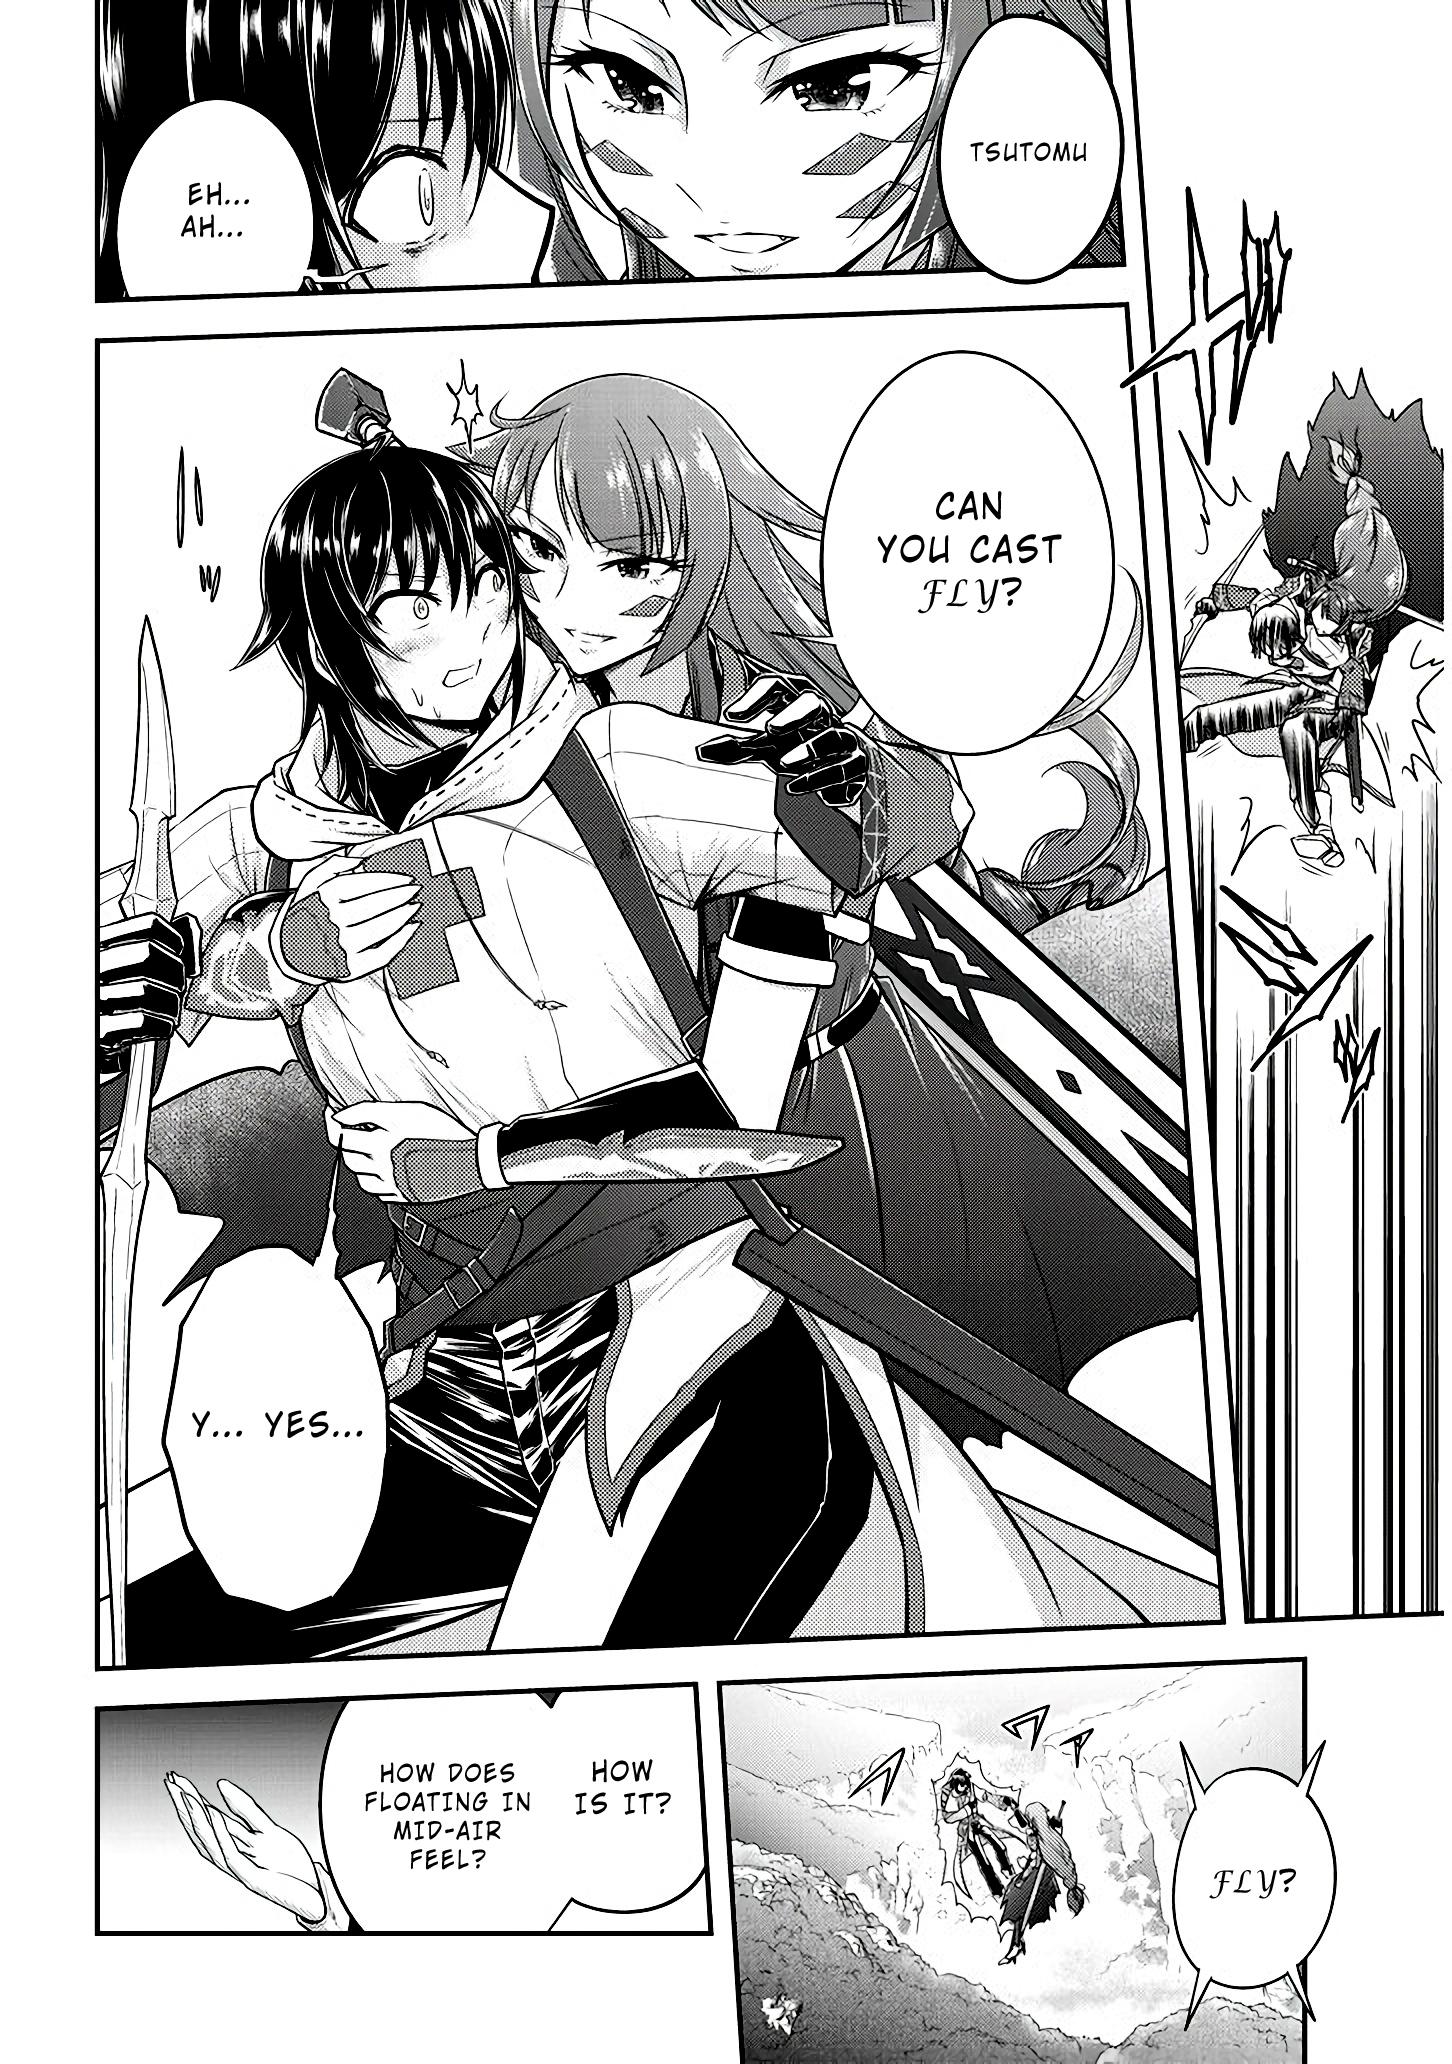 TSUTOMU
EH...
AH...
CAN
YOU CAST
FLY?
Y... YES...
FLY?
HOW
IS IT?
HOW DOES
FLOATING IN
MID-AIR
FEEL?